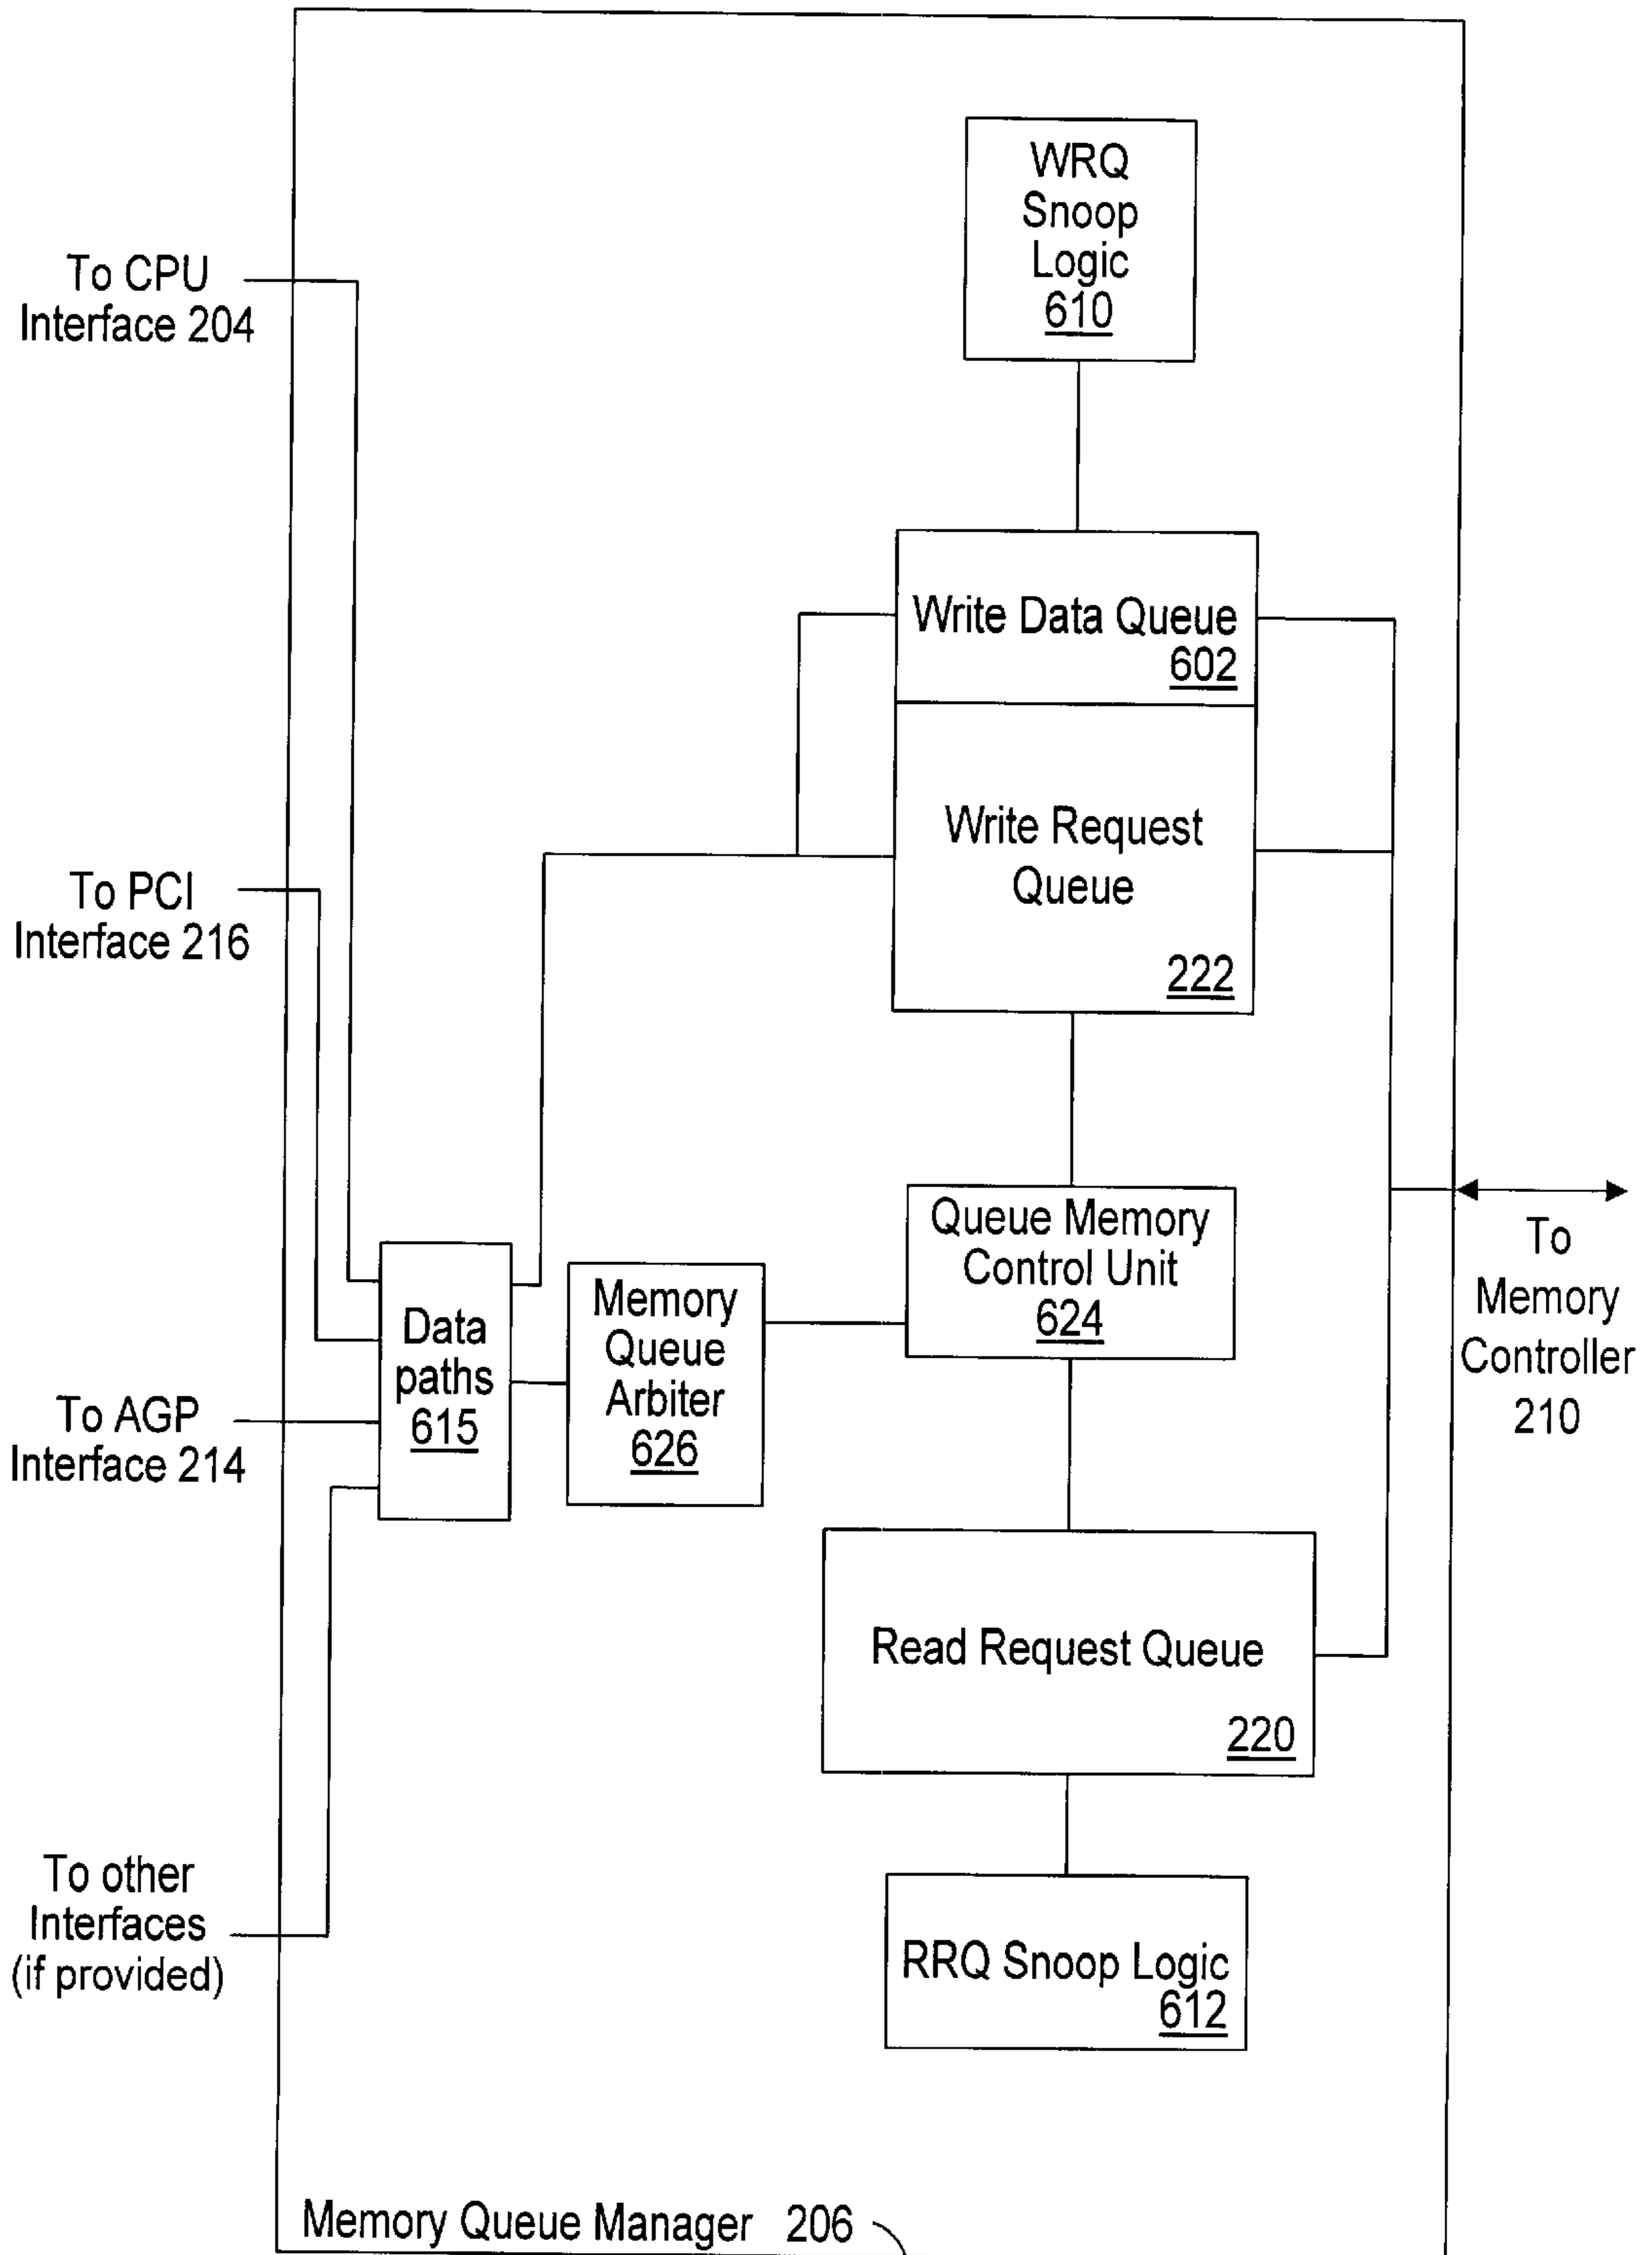 WRQ
Snoop
Logic
610
To CPU
Interface 204
Write Data Queue
602
Write Request
Queue
222
To PCI
Interface 216
Queue Memory
Control Unit
624
To
Memory
Controller
210
Memory
Queue
Arbiter
626
Data
paths
615
To AGP
Interface 214
Read Request Queue
220
To other
Interfaces
(if provided)
RRQ Snoop Logic
612
Memory Queue Manager 206